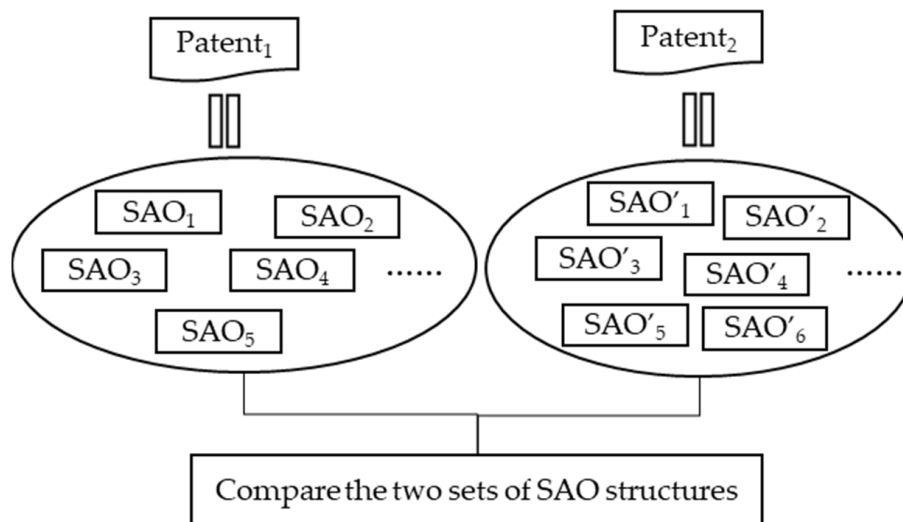 Patent₁
Patent₂
SAO₁
SAO₂
SAO₃
SAO₄
......
SAO₅
SAO′₁
SAO′₂
SAO′₃
SAO′₄
......
SAO′₅
SAO′₆
Compare the two sets of SAO structures